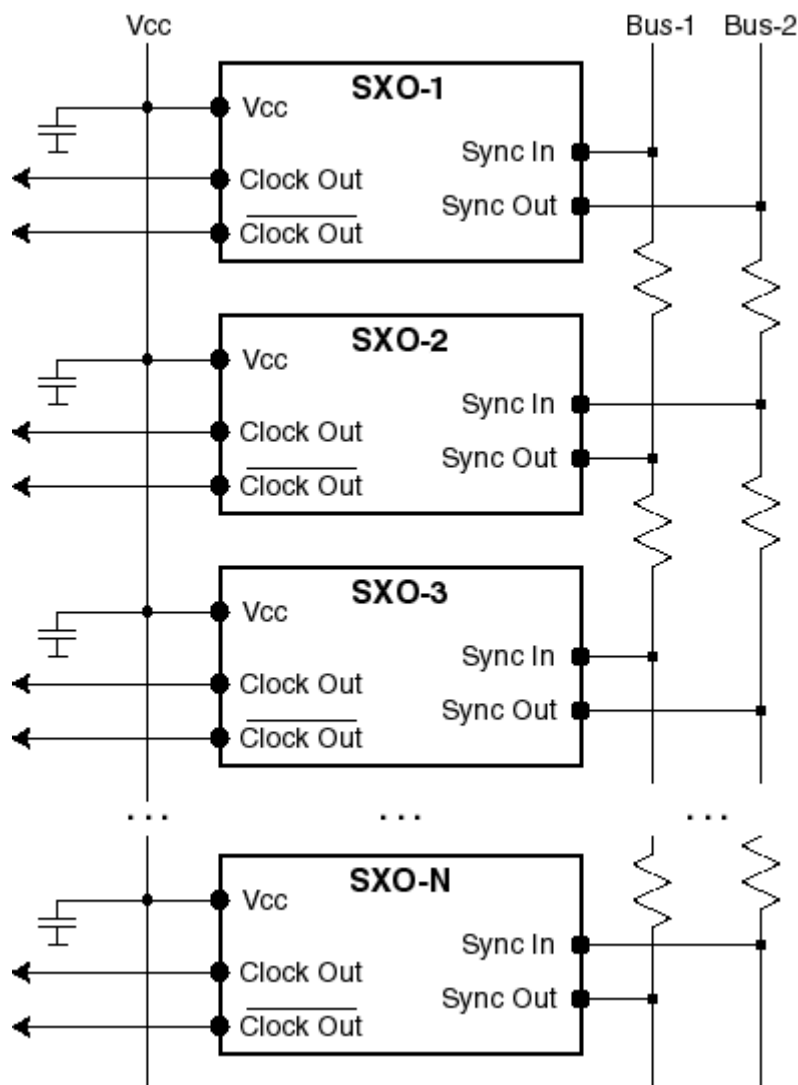 Vcc Bus-1 Bus-2
SXO-1
Vcc
Sync In
Clock Out
Sync Out
Clock Out
SXO-2
Vcc
Sync In
Clock Out
Sync Out
Clock Out
SXO-3
Vcc
Sync In
Clock Out
Sync Out
Clock Out
... ... ...
SXO-N
Vcc
Sync In
Clock Out
Sync Out
Clock Out